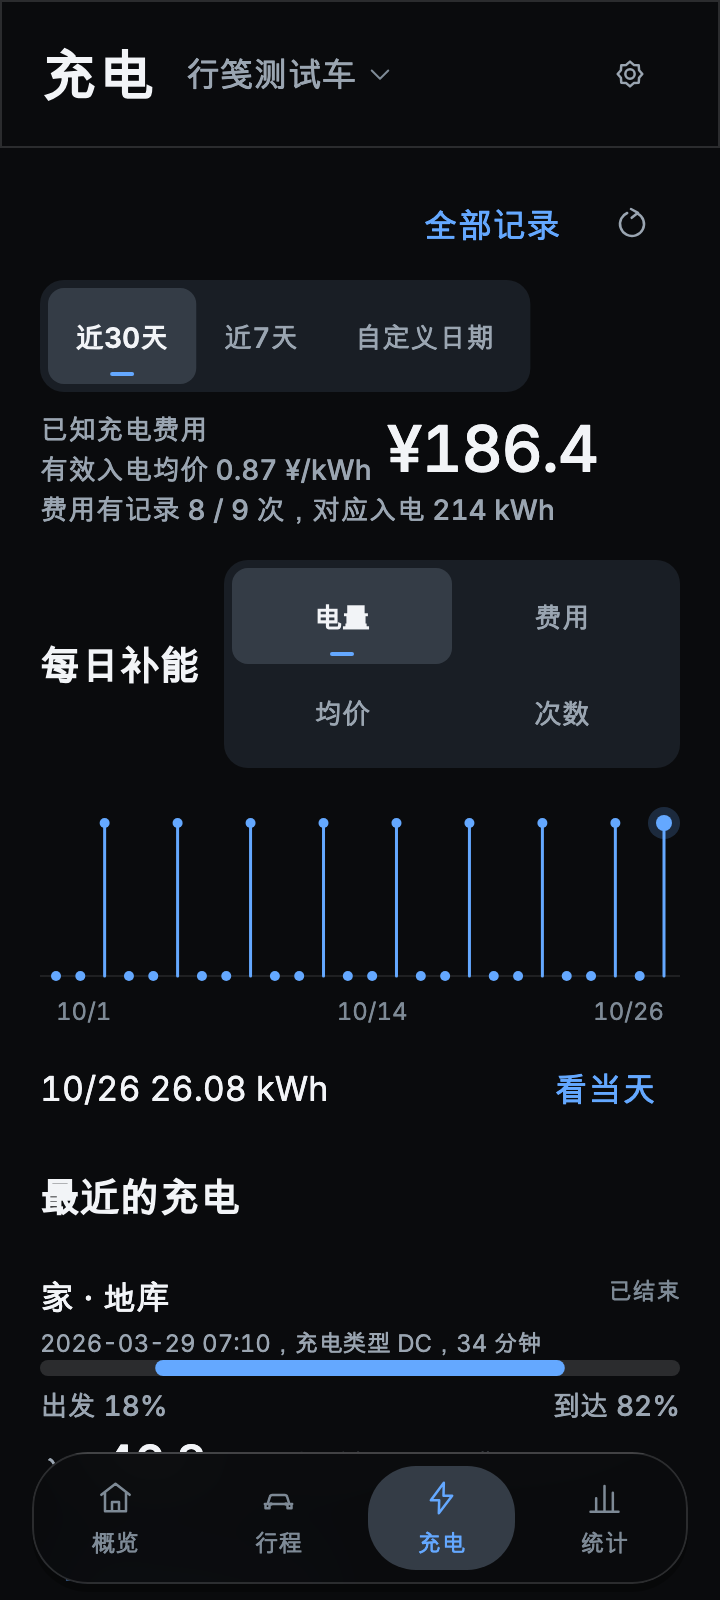 充电 行笺测试车
全部记录
近30天 近7天 自定义日期
已知充电费用
有效入电均价 0.87 ¥/kWh ¥186.4
费用有记录 8 / 9 次，对应入电 214 kWh
每日补能
电量 费用
均价 次数
10/1 10/14 10/26
10/26 26.08 kWh 看当天
最近的充电
家 · 地库 已结束
2026-03-29 07:10，充电类型 DC，34 分钟
出发 18% 到达 82%
概览 行程 充电 统计